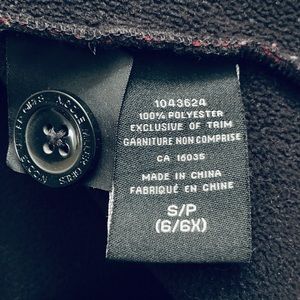 1043624
100% POLYESTER
EXCLUSIVE OF TRIM
GARNITURE NON COMPRISE
CA 16035
MADE IN CHINA
FABRIQUÉ EN CHINE
S/P
(6/6X)